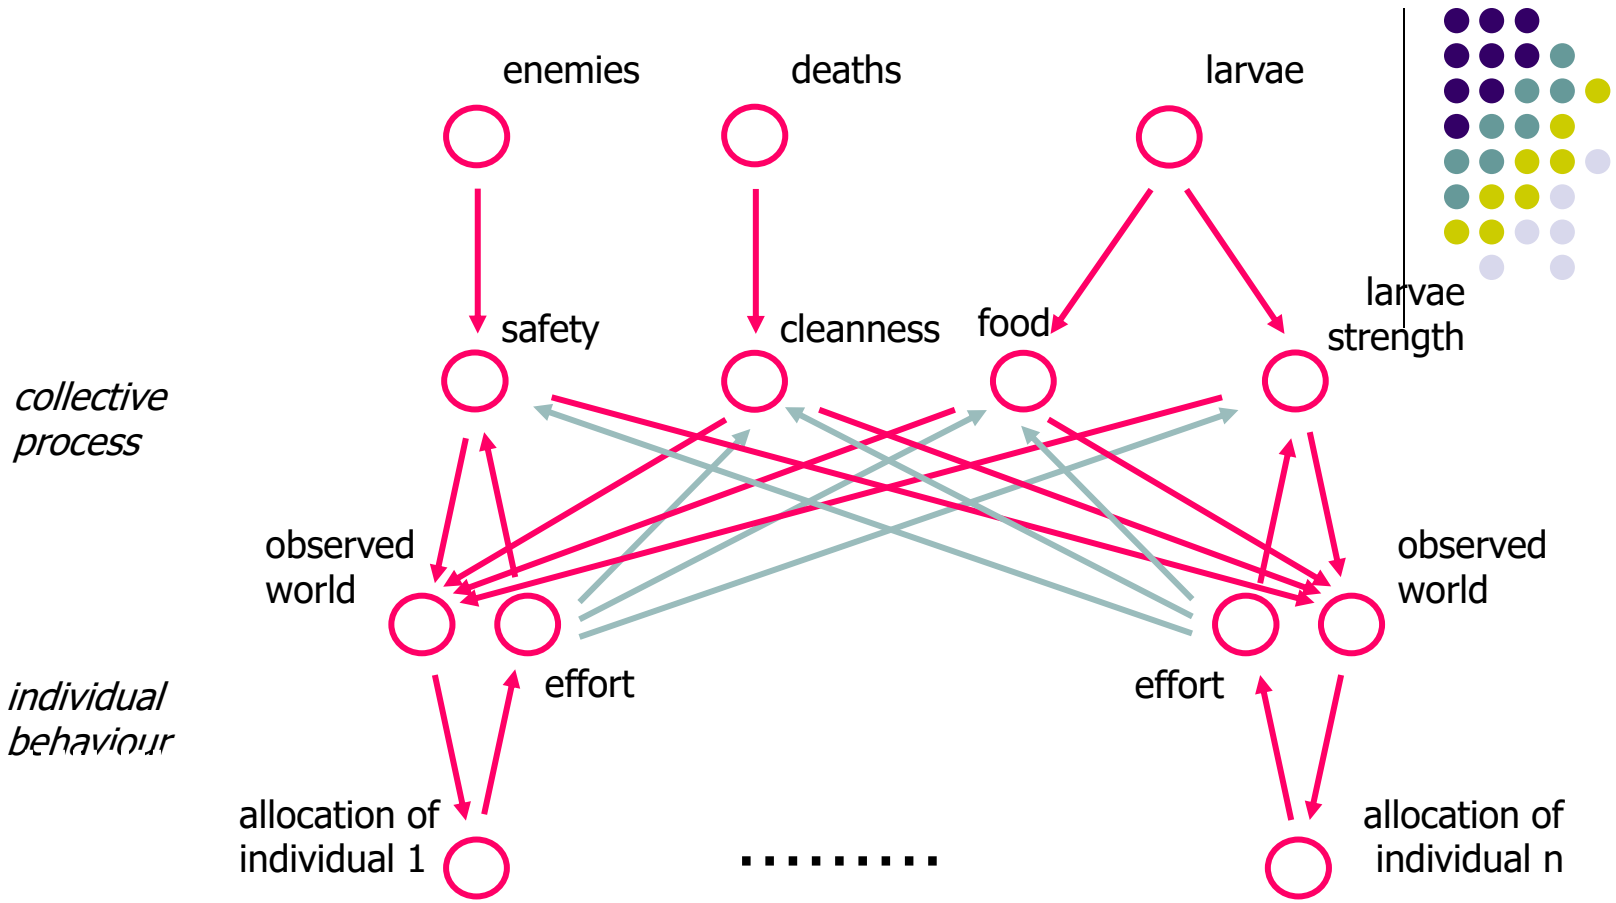 enemies
deaths
larvae
larvae
strength
food
safety
cleanness
collective
process
observed
world
observed
world
effort
effort
individual
behaviour
allocation of
individual 1
.........
allocation of
individual n